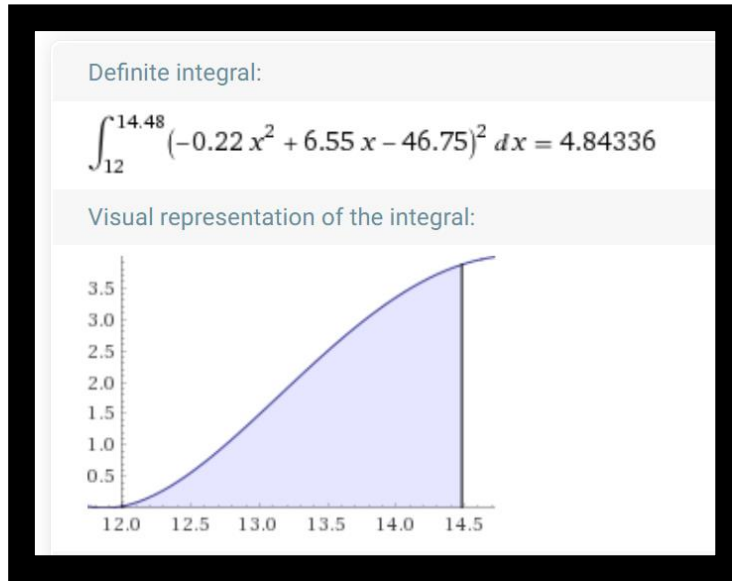 Definite integral:
∫₁₂^14.48 (−0.22 x² + 6.55 x − 46.75)² dx = 4.84336
Visual representation of the integral:
3.5
3.0
2.5
2.0
1.5
1.0
0.5
12.0 12.5 13.0 13.5 14.0 14.5